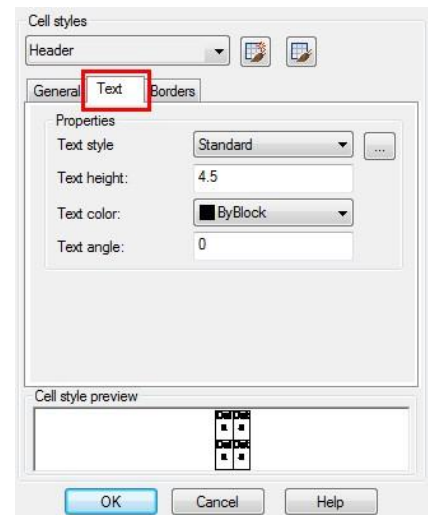 Cell styles
Header
General Text Borders
Properties
Text style Standard ...
Text height: 4.5
Text color: ByBlock
Text angle: 0
Cell style preview
OK Cancel Help